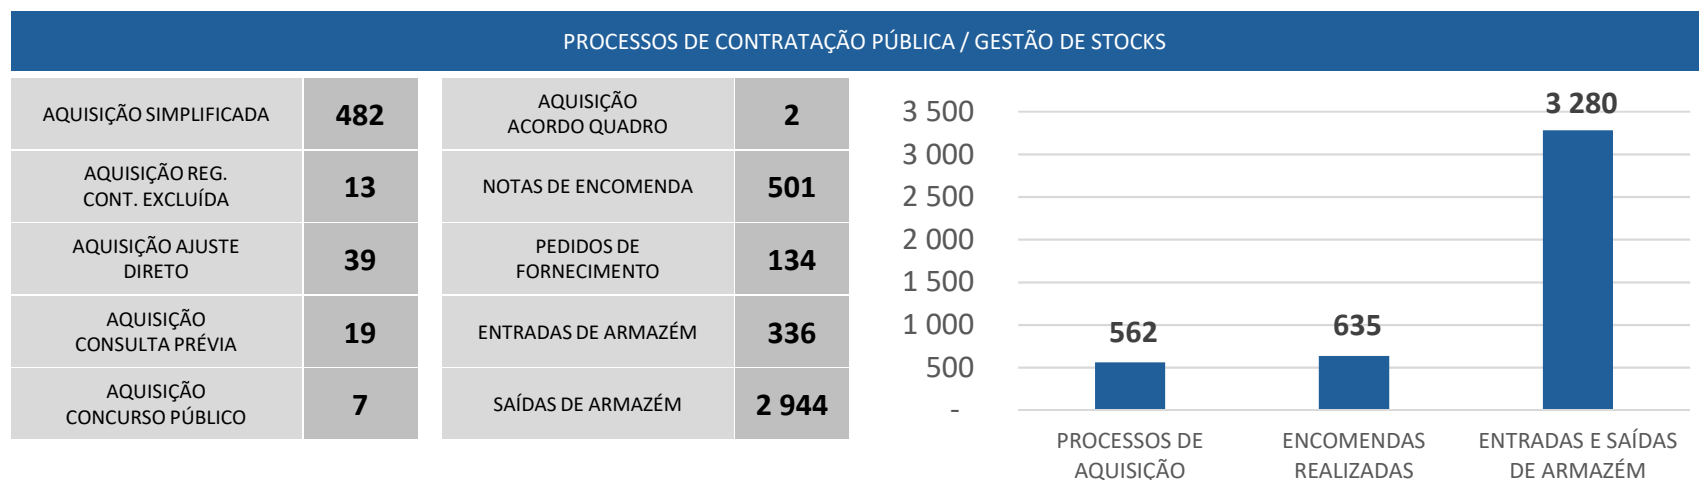 PROCESSOS DE CONTRATAÇÃO PÚBLICA / GESTÃO DE STOCKS
AQUISIÇÃO SIMPLIFICADA 482
AQUISIÇÃO REG.
CONT. EXCLUÍDA 13
AQUISIÇÃO AJUSTE
DIRETO 39
AQUISIÇÃO
CONSULTA PRÉVIA 19
AQUISIÇÃO
CONCURSO PÚBLICO 7
AQUISIÇÃO
ACORDO QUADRO 2
NOTAS DE ENCOMENDA 501
PEDIDOS DE
FORNECIMENTO 134
ENTRADAS DE ARMAZÉM 336
SAÍDAS DE ARMAZÉM 2 944
3 500
3 000
2 500
2 000
1 500
1 000
500
-
562
635
3 280
PROCESSOS DE
AQUISIÇÃO
ENCOMENDAS
REALIZADAS
ENTRADAS E SAÍDAS
DE ARMAZÉM